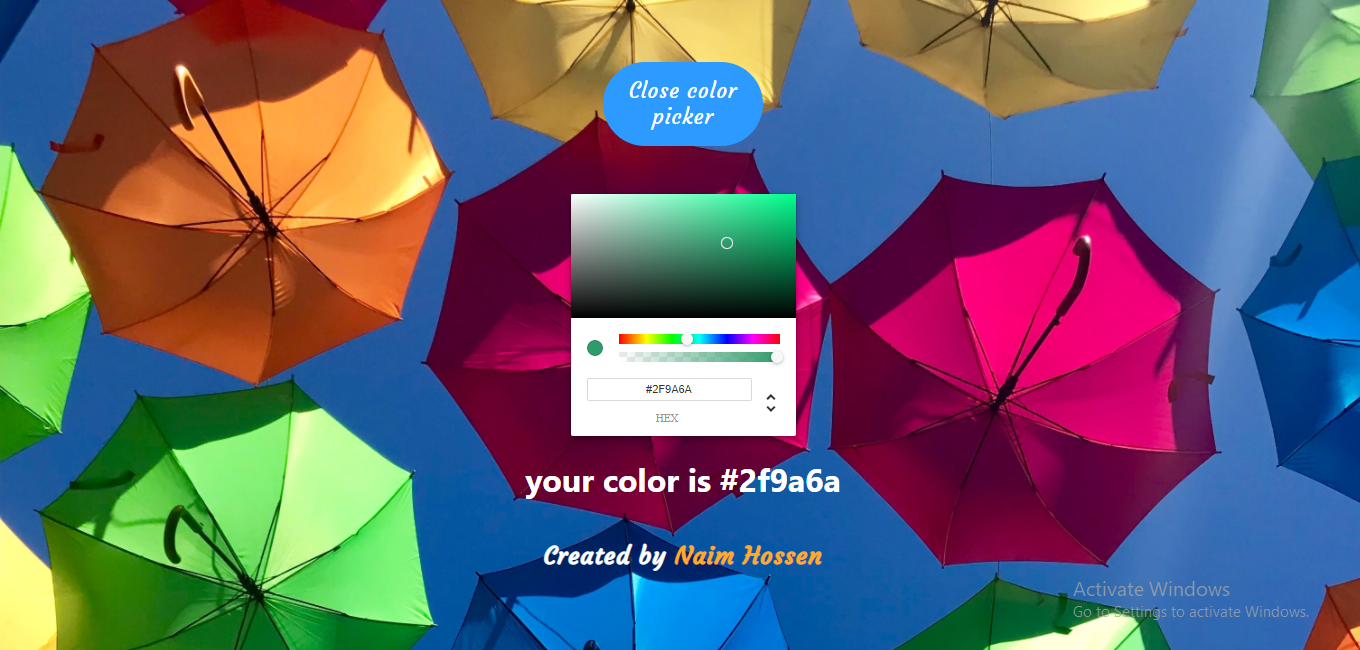 Close color
picker
#2F9A6A
HEX
your color is #2f9a6a
Created by Naim Hossen
Activate Windows
Go to Settings to activate Windows.